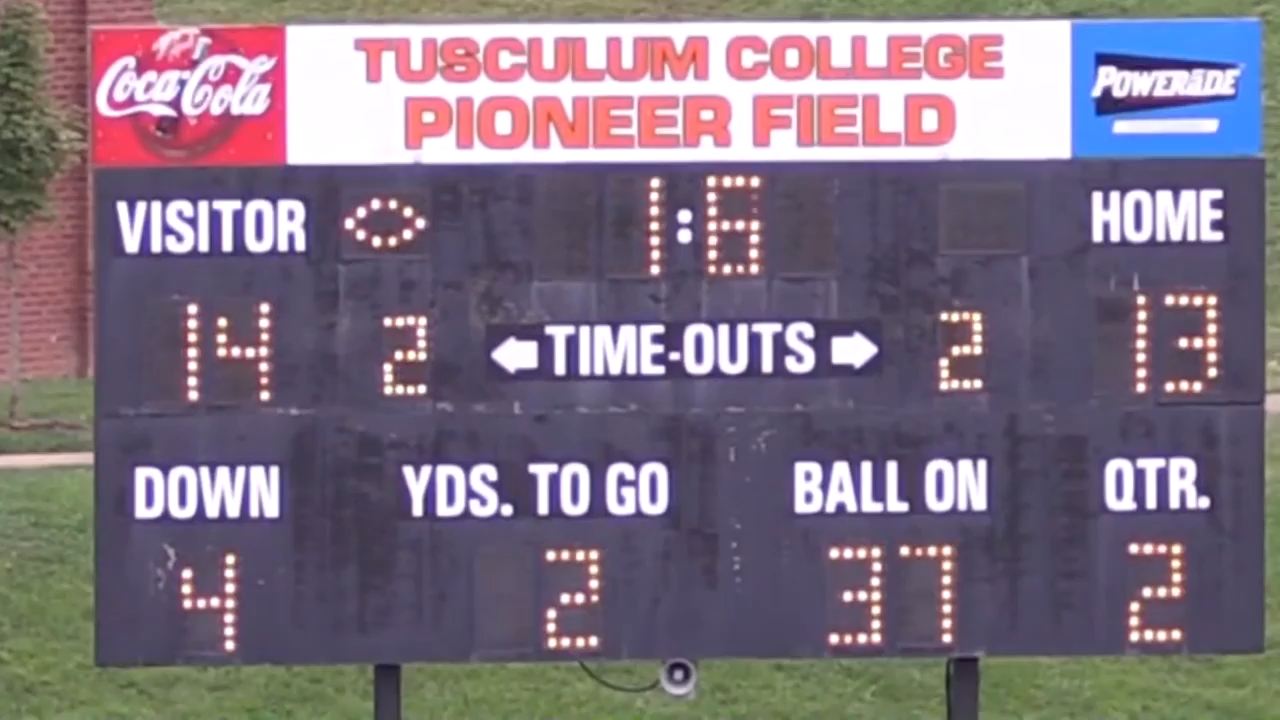 Coca-Cola
TUSCULUM COLLEGE
PIONEER FIELD
POWERADE
VISITOR
1:6
HOME
14 2 TIME-OUTS 2 13
DOWN YDS. TO GO BALL ON QTR.
4 2 37 2